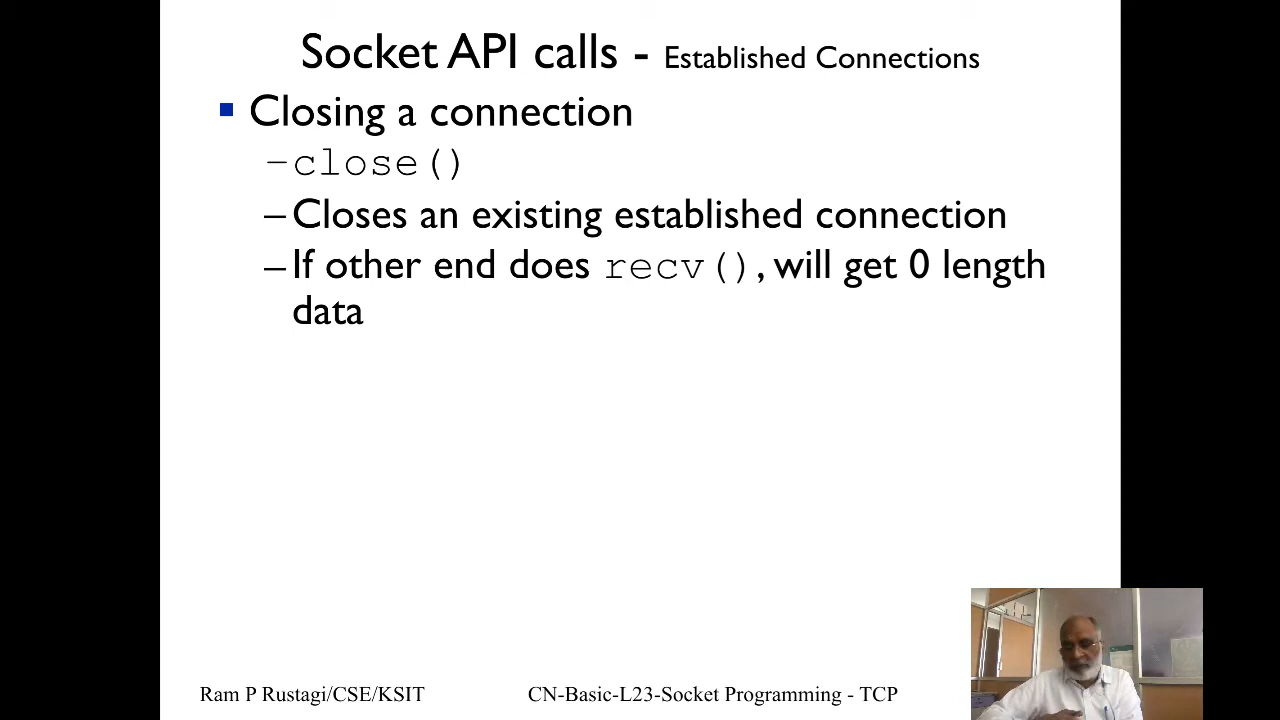 Socket API calls - Established Connections
▪ Closing a connection
–close()
–Closes an existing established connection
–If other end does recv(), will get 0 length
data
Ram P Rustagi/CSE/KSIT
CN-Basic-L23-Socket Programming - TCP